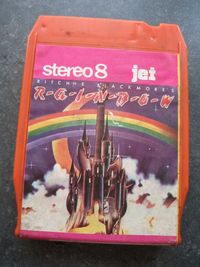 stereo 8 jet
RITCHIE BLACKMORE'S
R-A-I-N-B-O-W